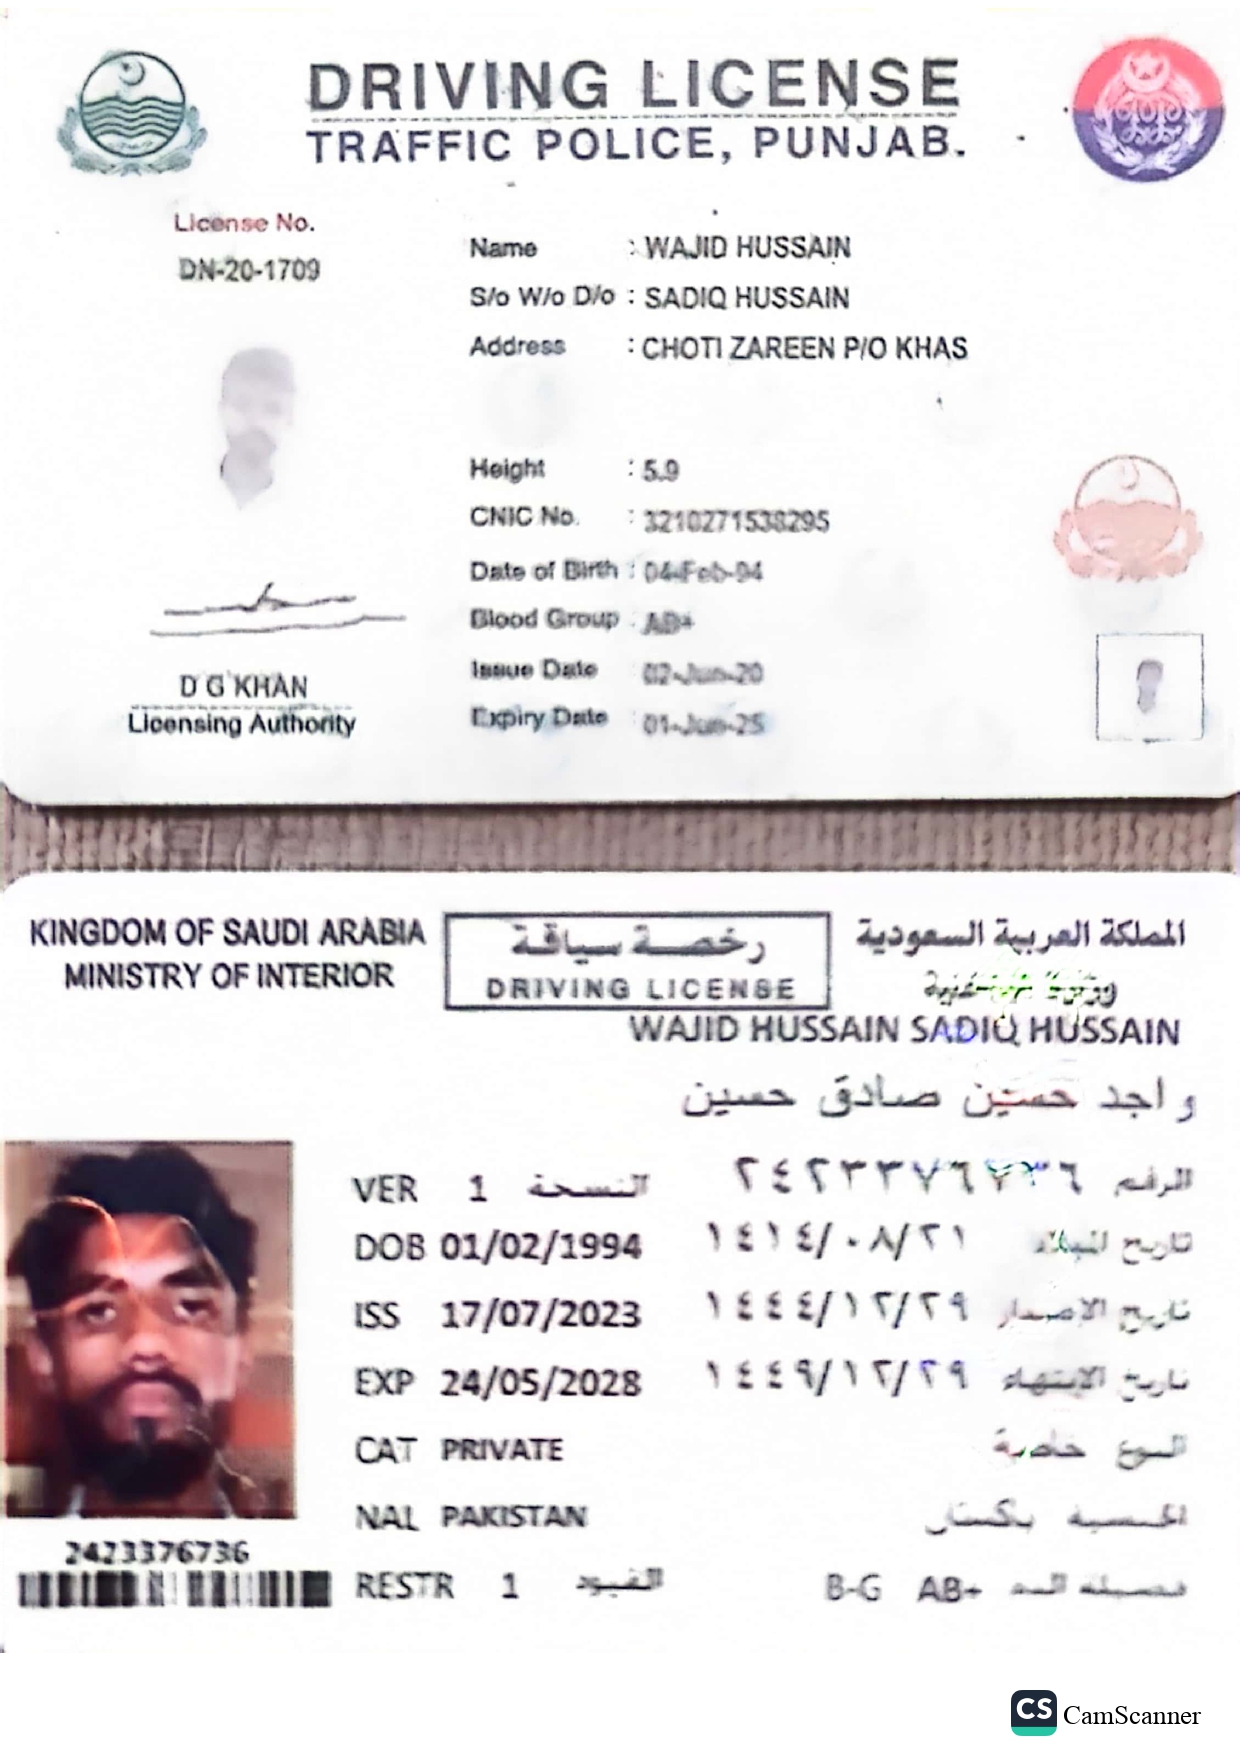 DRIVING LICENSE
TRAFFIC POLICE, PUNJAB.
License No.
DN-20-1709
Name : WAJID HUSSAIN
S/o W/o D/o : SADIQ HUSSAIN
Address : CHOTI ZAREEN P/O KHAS
Height : 5.9
CNIC No. : 3210271538295
Date of Birth : 04-Feb-94
Blood Group : AB+
Issue Date 02-Jun-20
Expiry Date 01-Jun-25
D G KHAN
Licensing Authority
KINGDOM OF SAUDI ARABIA
MINISTRY OF INTERIOR
رخصة سياقة
DRIVING LICENSE
المملكة العربية السعودية
WAJID HUSSAIN SADIQ HUSSAIN
واجد حسين صادق حسين
VER 1 النسخة
الرقم ٢٤٢٣٣٧٦٧٣٦
DOB 01/02/1994
تاريخ الميلاد ١٤١٤/٠٨/٢١
ISS 17/07/2023
تاريخ الإصدار ١٤٤٤/١٢/٢٩
EXP 24/05/2028
تاريخ الإنتهاء ١٤٤٩/١٢/٢٩
CAT PRIVATE
النوع خاصة
NAL PAKISTAN
الجنسية باكستان
RESTR 1 القيود
B-G AB+ فصيلة الدم
2423376736
CS CamScanner